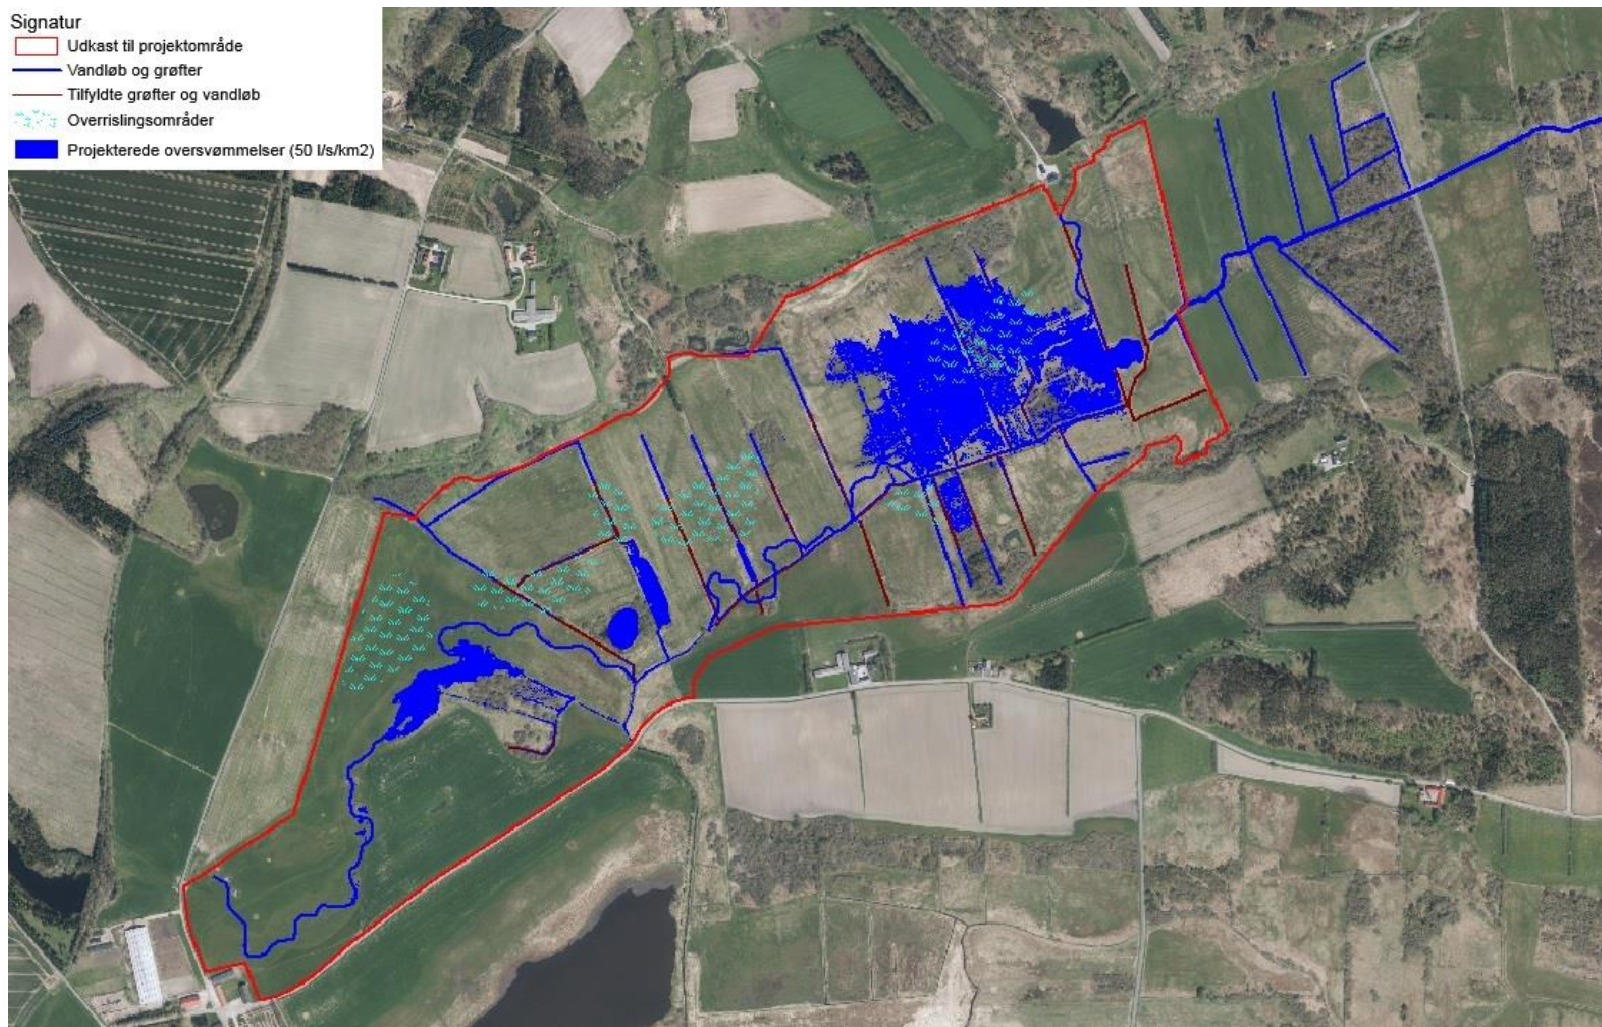 Signatur
Udkast til projektområde
Vandløb og grøfter
Tilfyldte grøfter og vandløb
Overrislingsområder
Projekterede oversvømmelser (50 l/s/km2)